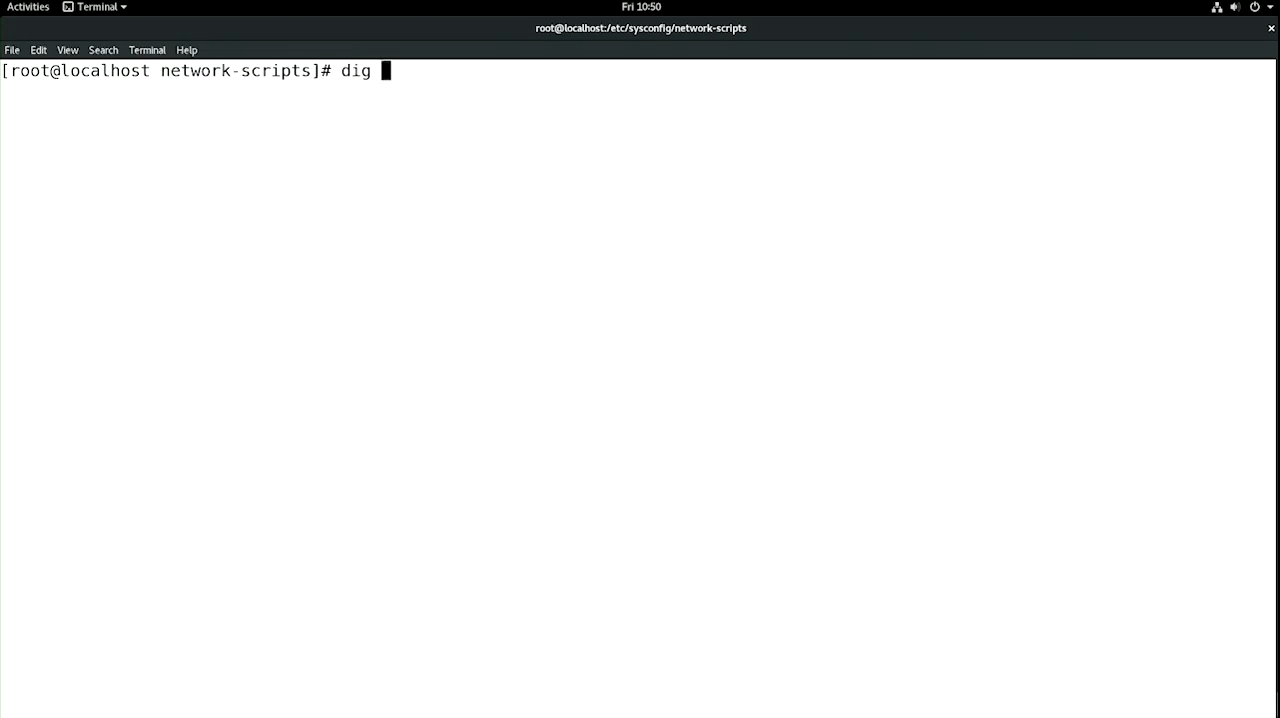 Activities Terminal Fri 10:50
root@localhost:/etc/sysconfig/network-scripts
File Edit View Search Terminal Help
[root@localhost network-scripts]# dig